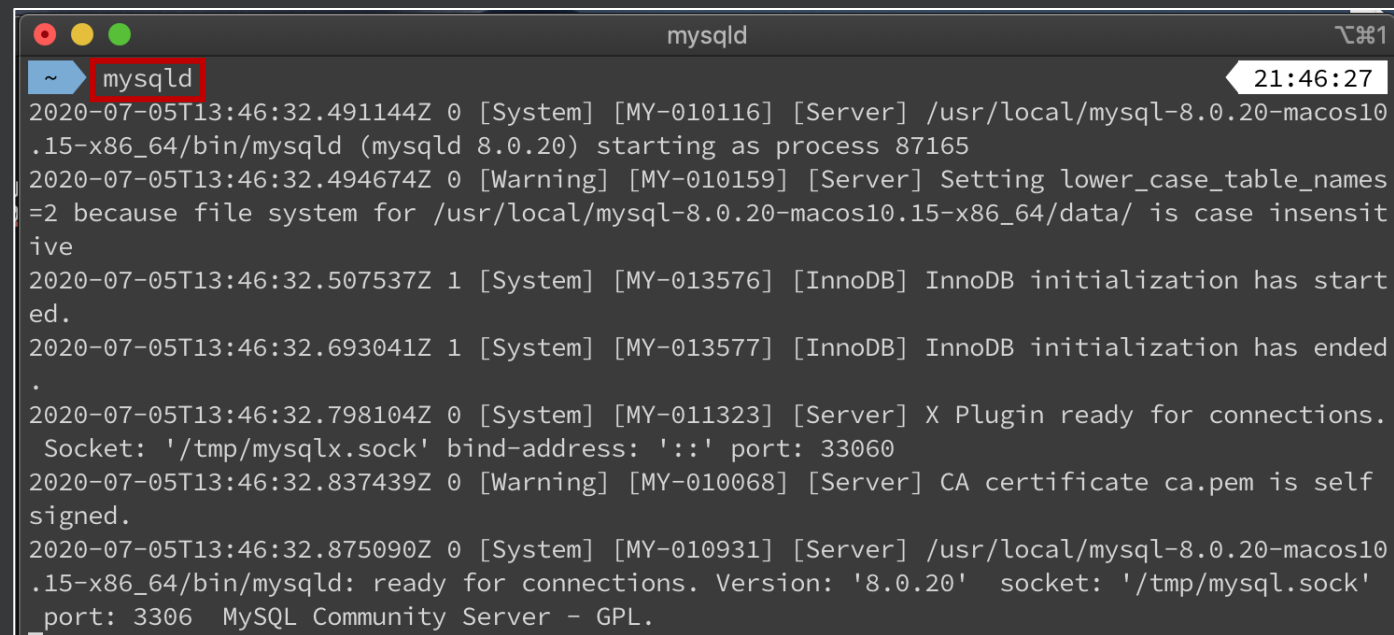 mysqld ⌥⌘1
~ mysqld 21:46:27
2020-07-05T13:46:32.491144Z 0 [System] [MY-010116] [Server] /usr/local/mysql-8.0.20-macos10
.15-x86_64/bin/mysqld (mysqld 8.0.20) starting as process 87165
2020-07-05T13:46:32.494674Z 0 [Warning] [MY-010159] [Server] Setting lower_case_table_names
=2 because file system for /usr/local/mysql-8.0.20-macos10.15-x86_64/data/ is case insensit
ive
2020-07-05T13:46:32.507537Z 1 [System] [MY-013576] [InnoDB] InnoDB initialization has start
ed.
2020-07-05T13:46:32.693041Z 1 [System] [MY-013577] [InnoDB] InnoDB initialization has ended
.
2020-07-05T13:46:32.798104Z 0 [System] [MY-011323] [Server] X Plugin ready for connections.
Socket: '/tmp/mysqlx.sock' bind-address: '::' port: 33060
2020-07-05T13:46:32.837439Z 0 [Warning] [MY-010068] [Server] CA certificate ca.pem is self
signed.
2020-07-05T13:46:32.875090Z 0 [System] [MY-010931] [Server] /usr/local/mysql-8.0.20-macos10
.15-x86_64/bin/mysqld: ready for connections. Version: '8.0.20'  socket: '/tmp/mysql.sock'
port: 3306  MySQL Community Server - GPL.